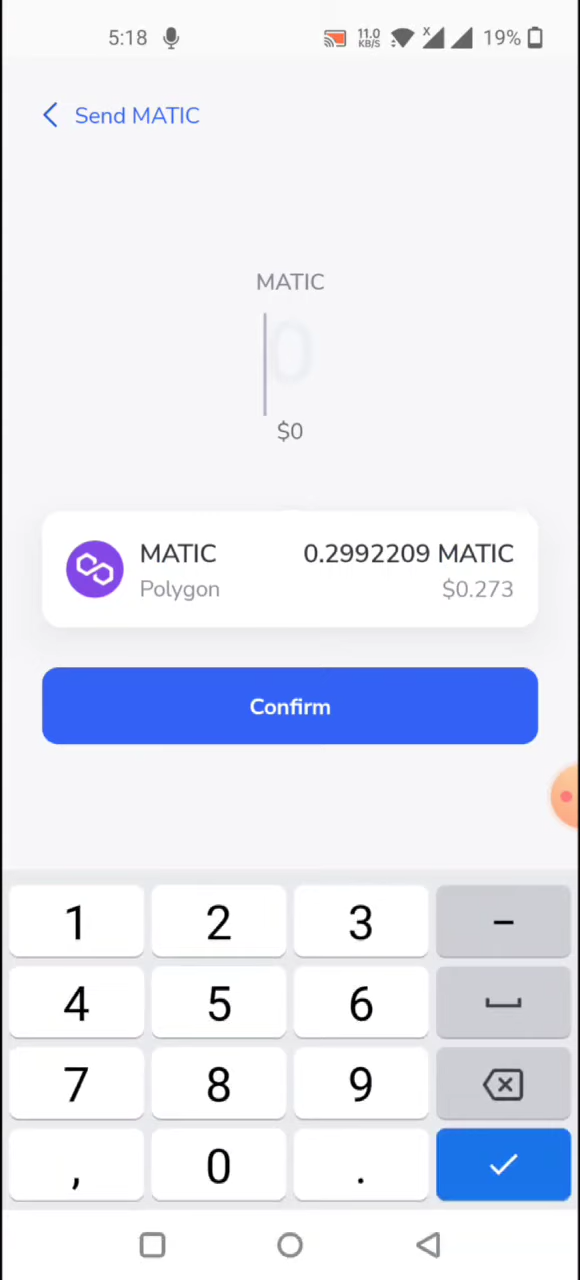 5:18 11.0 KB/S X 19%
Send MATIC
MATIC
0
$0
MATIC 0.2992209 MATIC
Polygon $0.273
Confirm
1 2 3 –
4 5 6
7 8 9
, 0 .